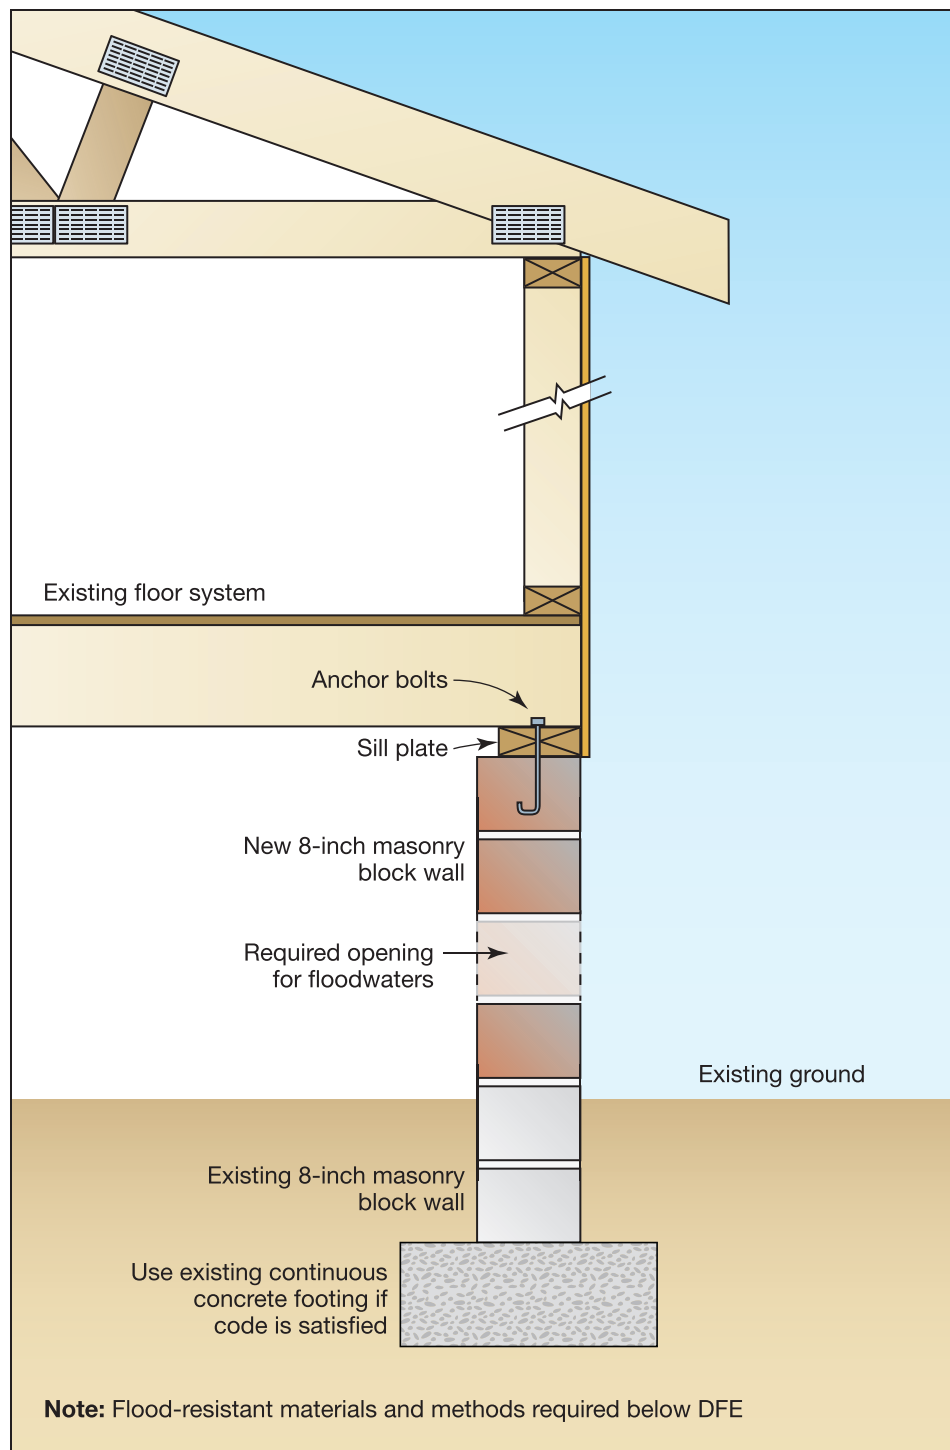 Existing floor system
Anchor bolts
Sill plate
New 8-inch masonry
block wall
Required opening
for floodwaters
Existing ground
Existing 8-inch masonry
block wall
Use existing continuous
concrete footing if
code is satisfied
Note: Flood-resistant materials and methods required below DFE